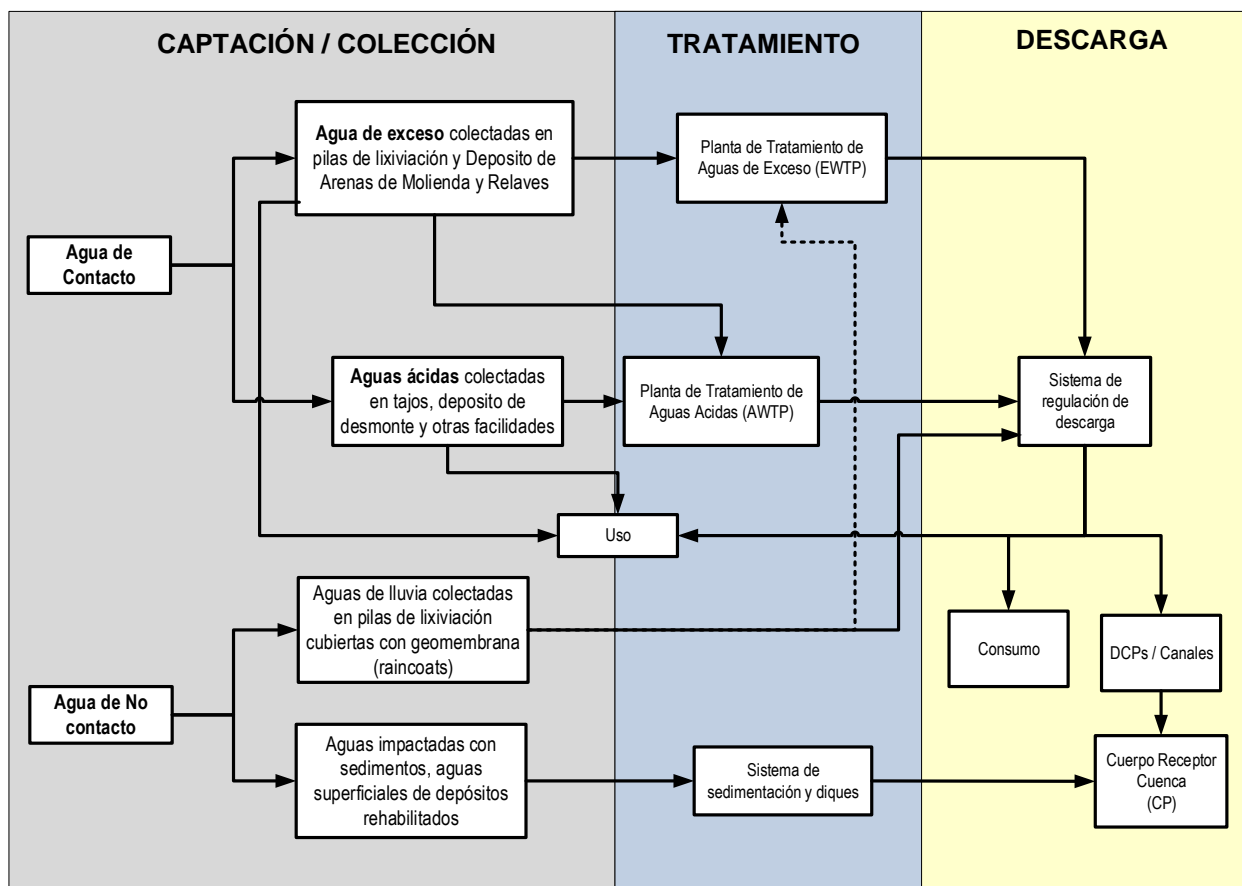 CAPTACIÓN / COLECCIÓN
TRATAMIENTO
DESCARGA
Agua de exceso colectadas en
pilas de lixiviación y Deposito de
Arenas de Molienda y Relaves
Planta de Tratamiento de
Aguas de Exceso (EWTP)
Agua de
Contacto
Aguas ácidas colectadas
en tajos, deposito de
desmonte y otras facilidades
Planta de Tratamiento de
Aguas Acidas (AWTP)
Sistema de
regulación de
descarga
Uso
Aguas de lluvia colectadas
en pilas de lixiviación
cubiertas con geomembrana
(raincoats)
Consumo
DCPs / Canales
Agua de No
contacto
Aguas impactadas con
sedimentos, aguas
superficiales de depósitos
rehabilitados
Sistema de
sedimentación y diques
Cuerpo Receptor
Cuenca
(CP)